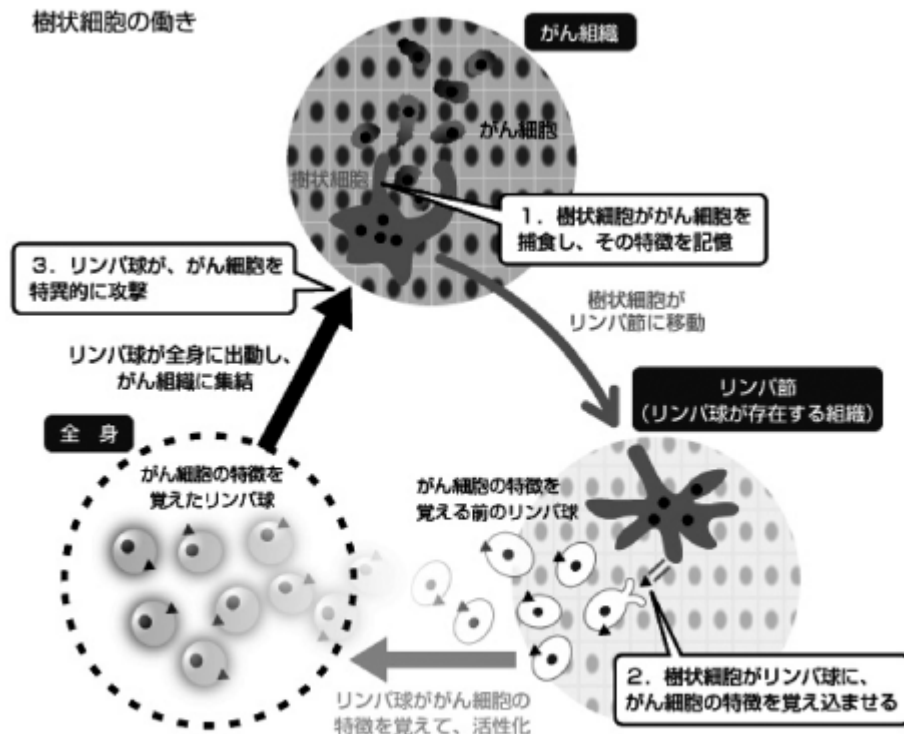 樹状細胞の働き
がん組織
がん細胞
樹状細胞
1．樹状細胞ががん細胞を
捕食し、その特徴を記憶
樹状細胞が
リンパ節に移動
リンパ節
(リンパ球が存在する組織)
がん細胞の特徴を
覚える前のリンパ球
2．樹状細胞がリンパ球に、
がん細胞の特徴を覚え込ませる
リンパ球ががん細胞の
特徴を覚えて、活性化
全 身
がん細胞の特徴を
覚えたリンパ球
リンパ球が全身に出動し、
がん組織に集結
3．リンパ球が、がん細胞を
特異的に攻撃